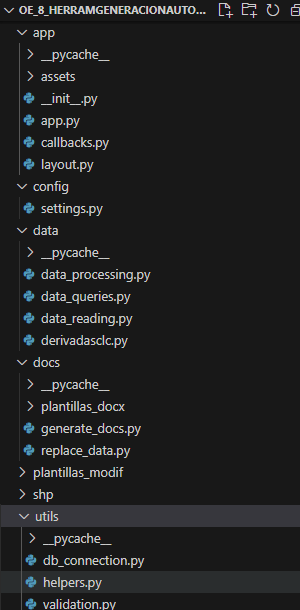 OE_8_HERRAMGENERACIONAUTO...
app
__pycache__
assets
__init__.py
app.py
callbacks.py
layout.py
config
settings.py
data
__pycache__
data_processing.py
data_queries.py
data_reading.py
derivadasclc.py
docs
__pycache__
plantillas_docx
generate_docs.py
replace_data.py
plantillas_modif
shp
utils
__pycache__
db_connection.py
helpers.py
validation.py